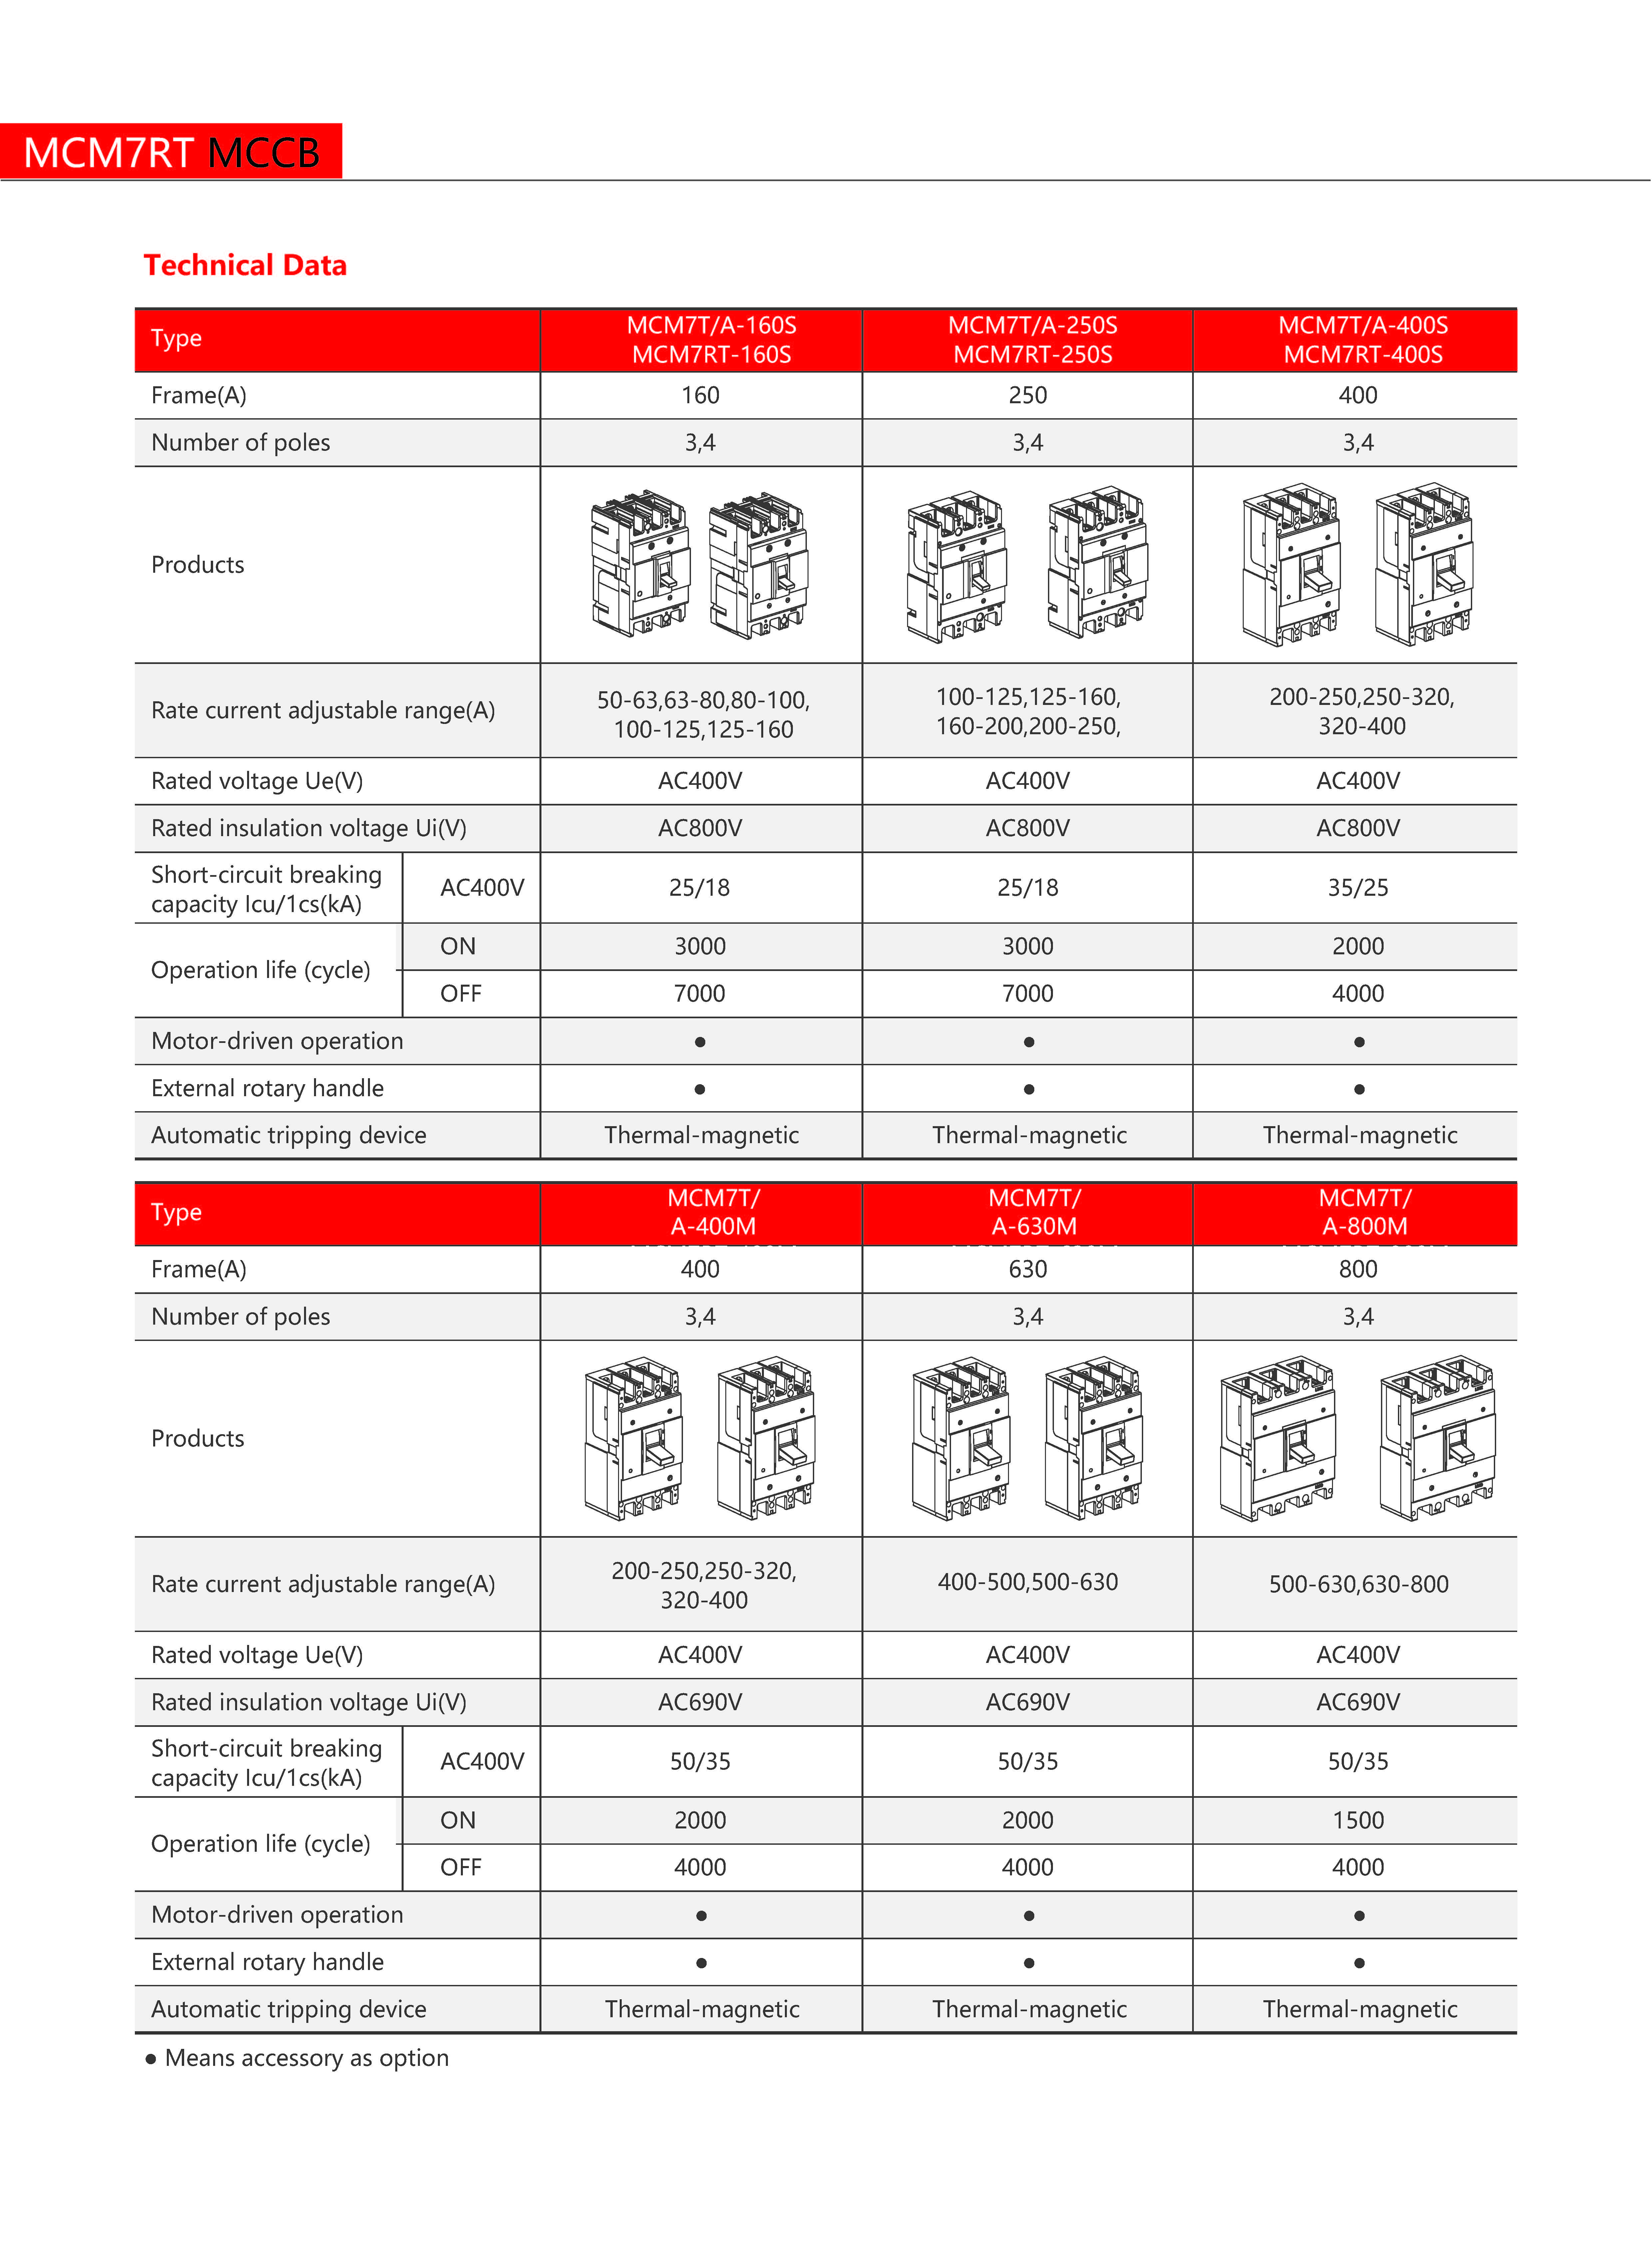 MCM7RT MCCB
Technical Data
Type
MCM7T/A-160S
MCM7RT-160S
MCM7T/A-250S
MCM7RT-250S
MCM7T/A-400S
MCM7RT-400S
Frame(A) 160 250 400
Number of poles 3,4 3,4 3,4
Products
Rate current adjustable range(A)
50-63,63-80,80-100,
100-125,125-160
100-125,125-160,
160-200,200-250,
200-250,250-320,
320-400
Rated voltage Ue(V) AC400V AC400V AC400V
Rated insulation voltage Ui(V) AC800V AC800V AC800V
Short-circuit breaking
capacity Icu/1cs(kA)
AC400V 25/18 25/18 35/25
Operation life (cycle)
ON 3000 3000 2000
OFF 7000 7000 4000
Motor-driven operation ● ● ●
External rotary handle ● ● ●
Automatic tripping device Thermal-magnetic Thermal-magnetic Thermal-magnetic
Type
MCM7T/
A-400M
MCM7T/
A-630M
MCM7T/
A-800M
Frame(A) 400 630 800
Number of poles 3,4 3,4 3,4
Products
Rate current adjustable range(A)
200-250,250-320,
320-400
400-500,500-630
500-630,630-800
Rated voltage Ue(V) AC400V AC400V AC400V
Rated insulation voltage Ui(V) AC690V AC690V AC690V
Short-circuit breaking
capacity Icu/1cs(kA)
AC400V 50/35 50/35 50/35
Operation life (cycle)
ON 2000 2000 1500
OFF 4000 4000 4000
Motor-driven operation ● ● ●
External rotary handle ● ● ●
Automatic tripping device Thermal-magnetic Thermal-magnetic Thermal-magnetic
● Means accessory as option